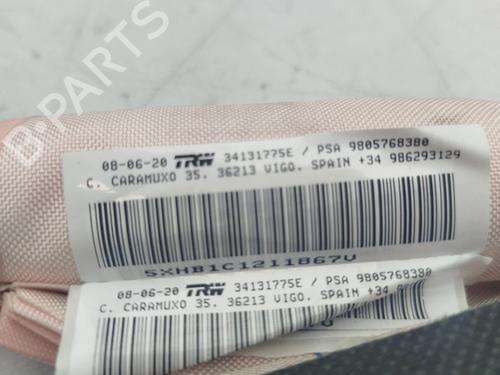 B-PARTS
08-06-20 TRW 34131775E / PSA 9805768380
C. CARAMUXO 35. 36213 VIGO. SPAIN +34 986293129
5XHB1C1211867V
08-06-20 TRW 34131775E / PSA 9805768380
C. CARAMUXO 35. 36213 VIGO. SPAIN +34